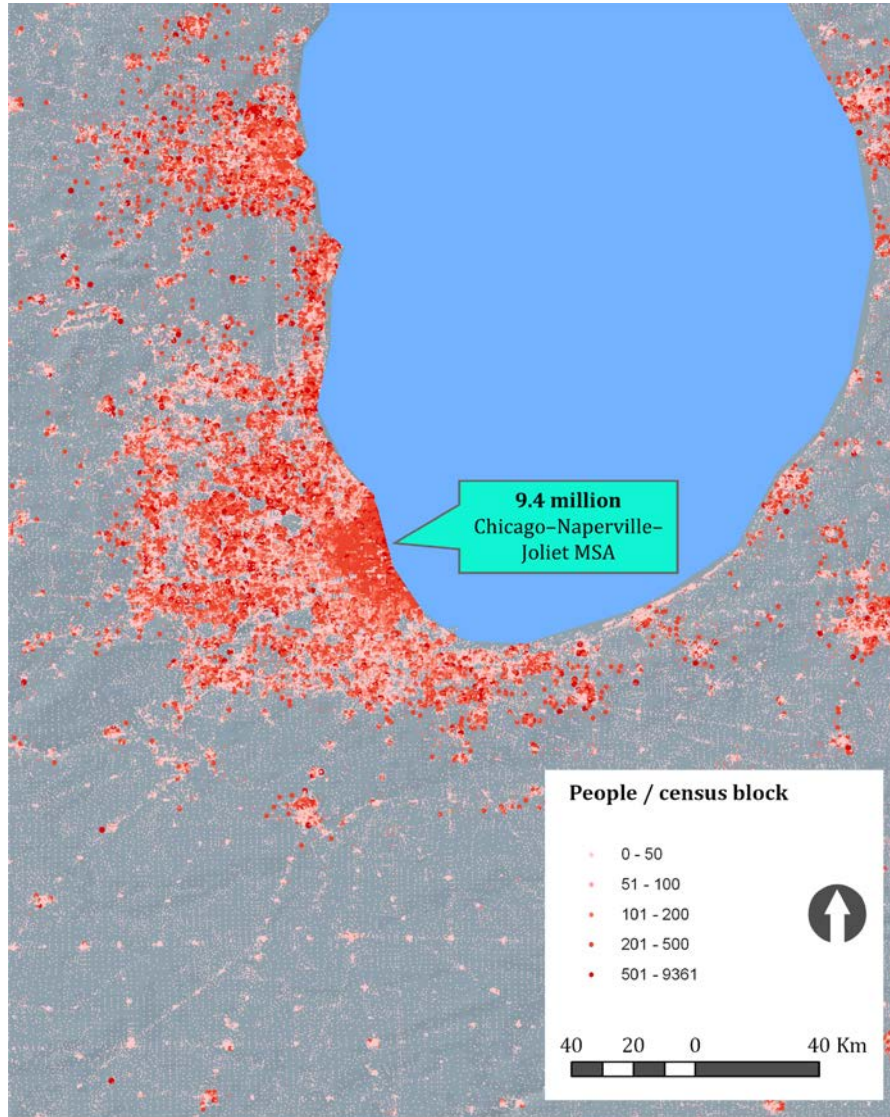 9.4 million
Chicago–Naperville–
Joliet MSA
People / census block
0 - 50
51 - 100
101 - 200
201 - 500
501 - 9361
40 20 0 40 Km